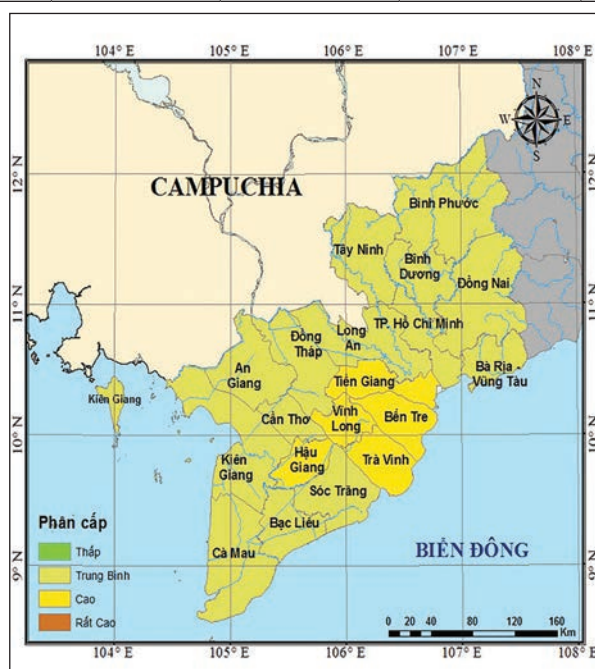 104° E
105° E
106° E
107° E
108° E
N
W
E
S
12° N
12° N
CAMPUCHIA
Bình Phước
Tây Ninh
Bình
Dương
Đồng Nai
11° N
11° N
TP. Hồ Chí Minh
Long
An
Đồng
Tháp
An
Giang
Tiền Giang
Bà Rịa
Vũng Tàu
Kiên Giang
Cần Thơ
Vĩnh
Long
Bến Tre
10° N
10° N
Kiên
Giang
Hậu
Giang
Trà Vinh
Sóc Trăng
Bạc Liêu
Cà Mau
BIỂN ĐÔNG
9° N
9° N
Phân cấp
Thấp
Trung Bình
Cao
Rất Cao
0 20 40 80 120 160
Km
104° E
105° E
106° E
107° E
108° E